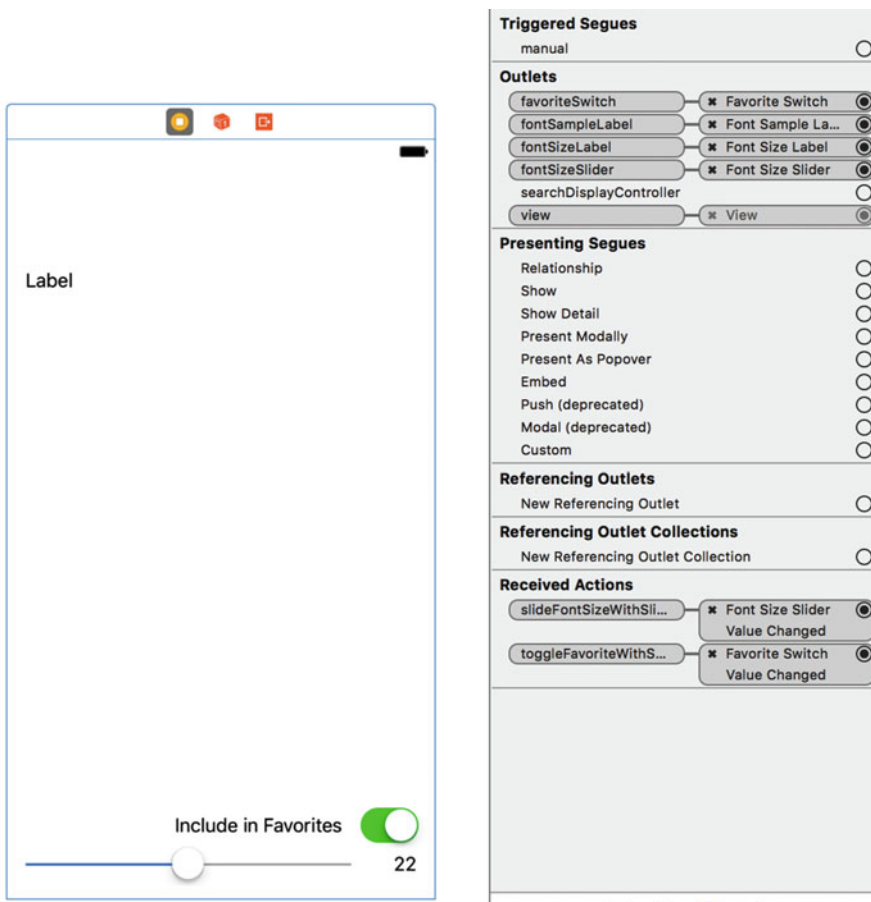 Label
Include in Favorites
22
Triggered Segues
manual
Outlets
favoriteSwitch ✖ Favorite Switch
fontSampleLabel ✖ Font Sample La...
fontSizeLabel ✖ Font Size Label
fontSizeSlider ✖ Font Size Slider
searchDisplayController
view ✖ View
Presenting Segues
Relationship
Show
Show Detail
Present Modally
Present As Popover
Embed
Push (deprecated)
Modal (deprecated)
Custom
Referencing Outlets
New Referencing Outlet
Referencing Outlet Collections
New Referencing Outlet Collection
Received Actions
slideFontSizeWithSli... ✖ Font Size Slider
Value Changed
toggleFavoriteWithS... ✖ Favorite Switch
Value Changed